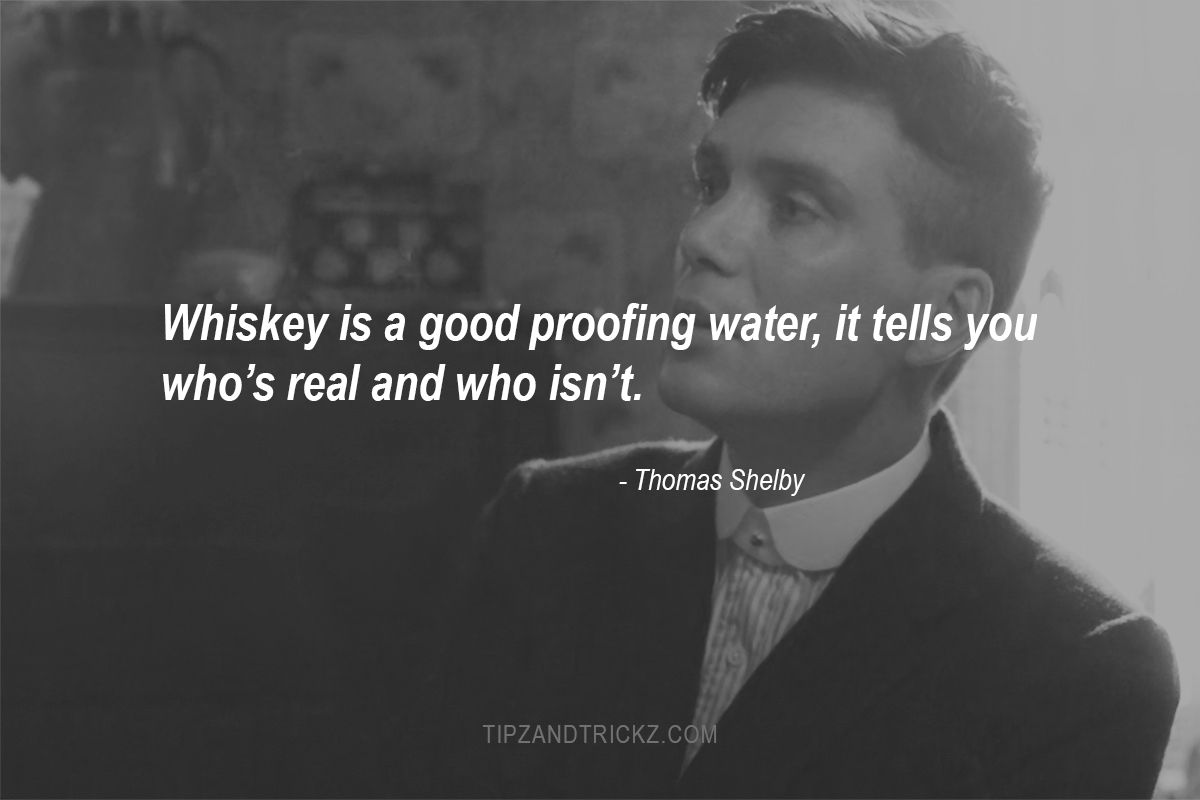 Whiskey is a good proofing water, it tells you
who’s real and who isn’t.
- Thomas Shelby
TIPZANDTRICKZ.COM